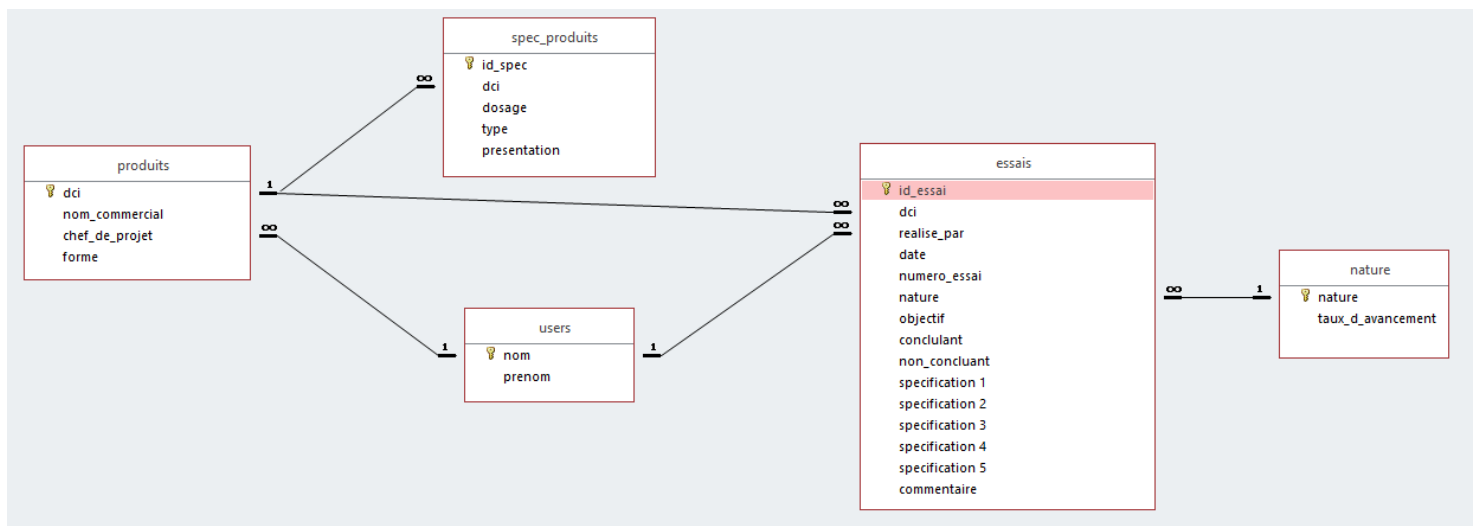 spec_produits
id_spec
dci
dosage
type
presentation
produits
dci
nom_commercial
chef_de_projet
forme
users
nom
prenom
essais
id_essai
dci
realise_par
date
numero_essai
nature
objectif
conclulant
non_concluant
specification 1
specification 2
specification 3
specification 4
specification 5
commentaire
nature
nature
taux_d_avancement
∞
1
∞
∞
∞
1
1
∞
1